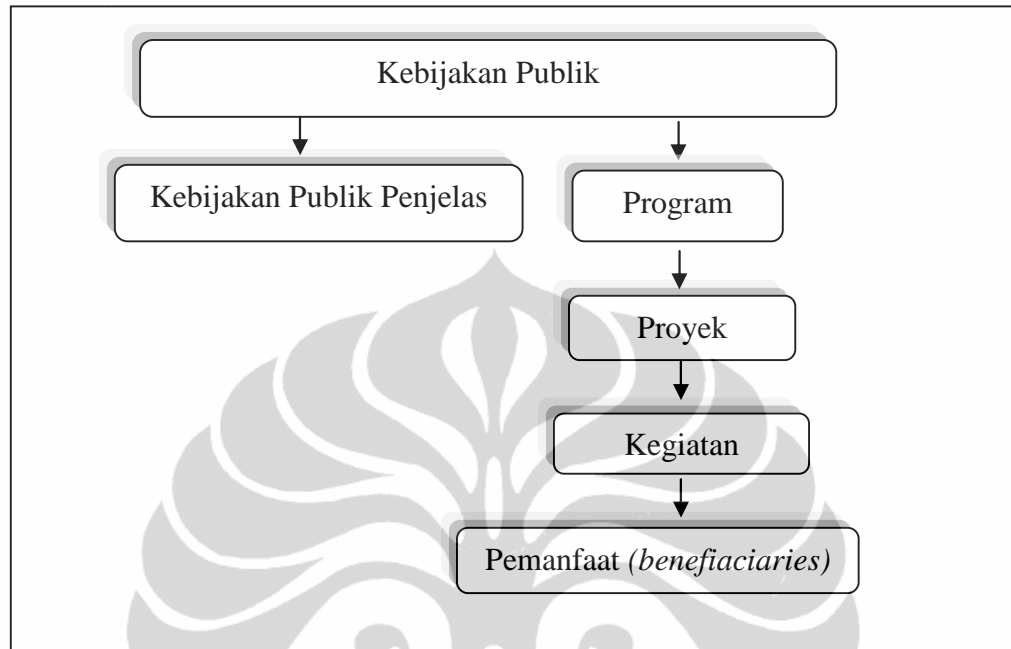 Kebijakan Publik
Kebijakan Publik Penjelas
Program
Proyek
Kegiatan
Pemanfaat (benefiaciaries)